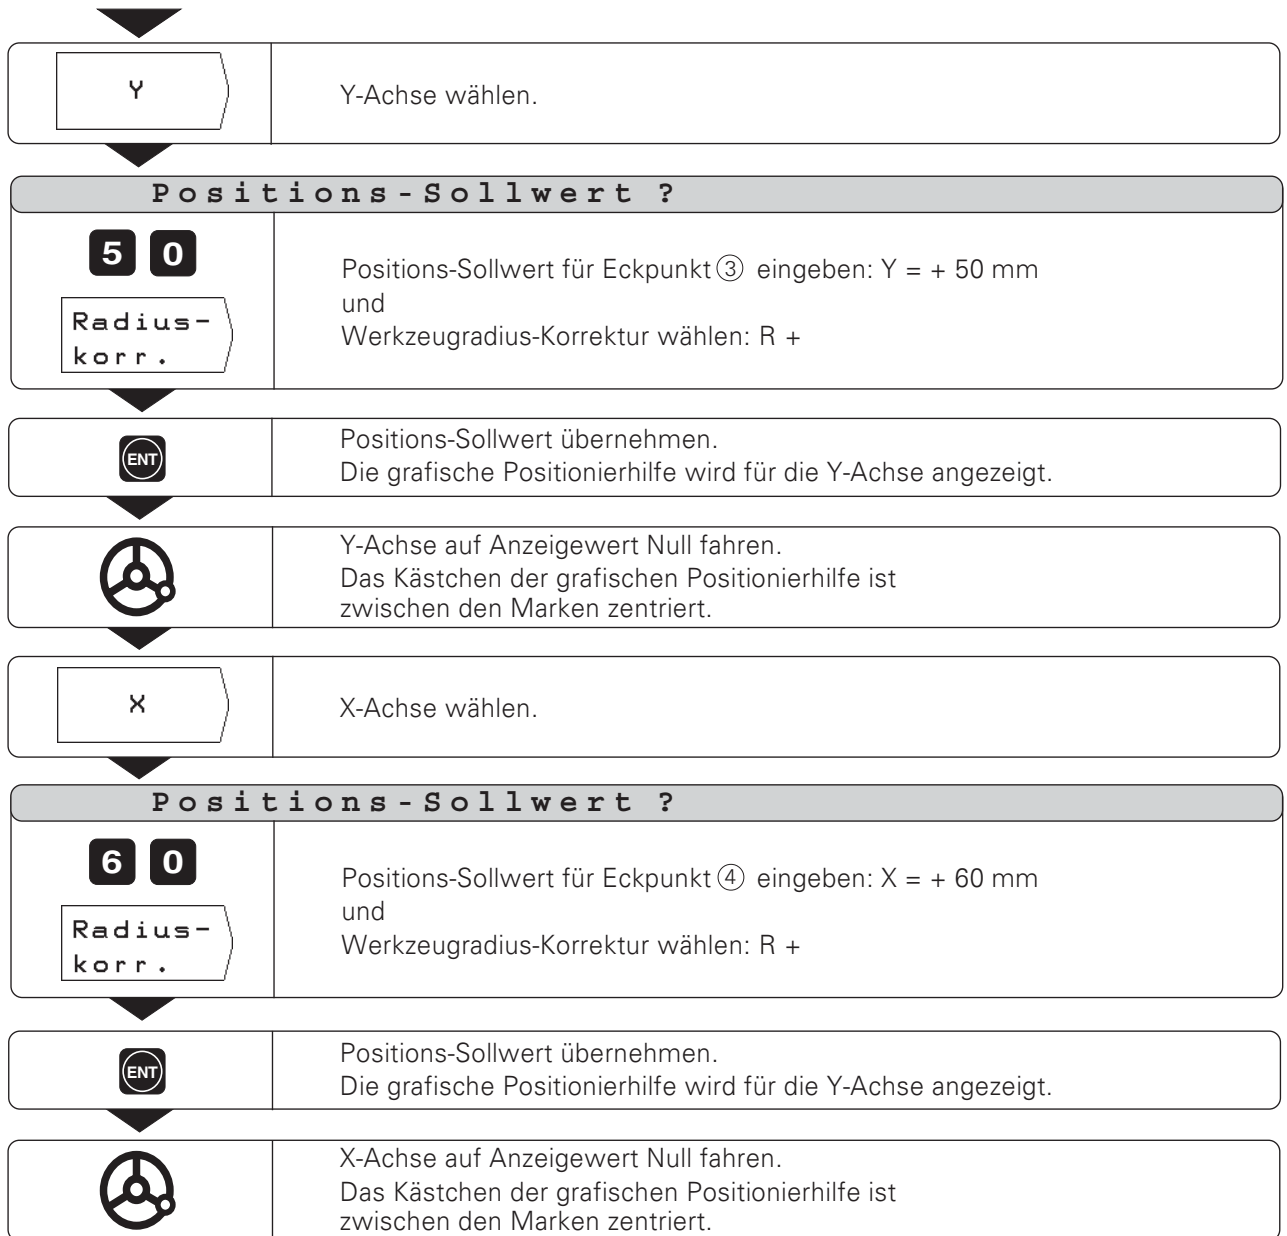 Y
Y-Achse wählen.
Positions-Sollwert ?
5 0
Radius-
korr.
Positions-Sollwert für Eckpunkt ③ eingeben: Y = + 50 mm
und
Werkzeugradius-Korrektur wählen: R +
ENT
Positions-Sollwert übernehmen.
Die grafische Positionierhilfe wird für die Y-Achse angezeigt.
Y-Achse auf Anzeigewert Null fahren.
Das Kästchen der grafischen Positionierhilfe ist
zwischen den Marken zentriert.
X
X-Achse wählen.
Positions-Sollwert ?
6 0
Radius-
korr.
Positions-Sollwert für Eckpunkt ④ eingeben: X = + 60 mm
und
Werkzeugradius-Korrektur wählen: R +
ENT
Positions-Sollwert übernehmen.
Die grafische Positionierhilfe wird für die Y-Achse angezeigt.
X-Achse auf Anzeigewert Null fahren.
Das Kästchen der grafischen Positionierhilfe ist
zwischen den Marken zentriert.